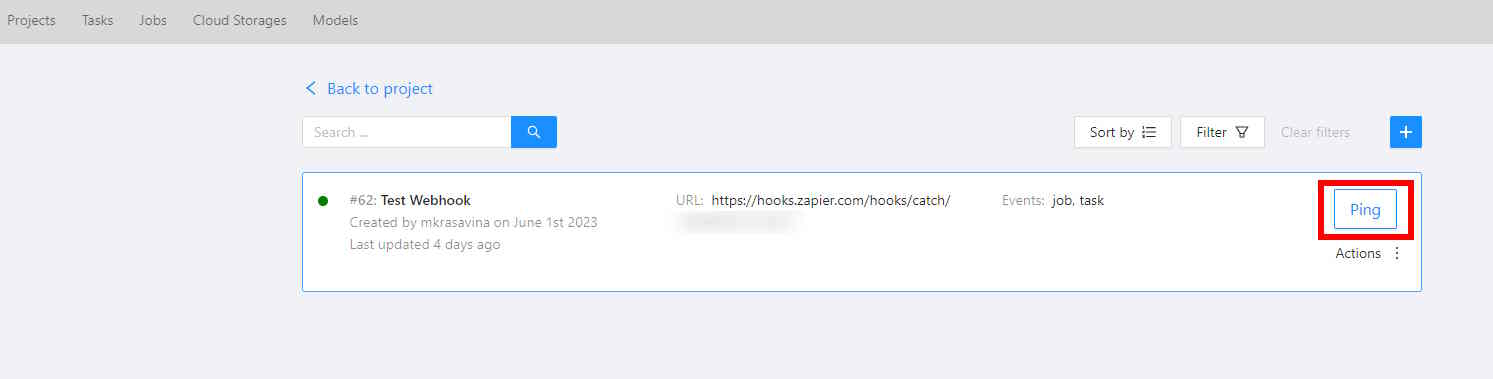 Projects Tasks Jobs Cloud Storages Models
Back to project
Search ... Sort by Filter Clear filters +
#62: Test Webhook URL: https://hooks.zapier.com/hooks/catch/ Events: job, task Ping
Created by mkrasavina on June 1st 2023
Last updated 4 days ago Actions